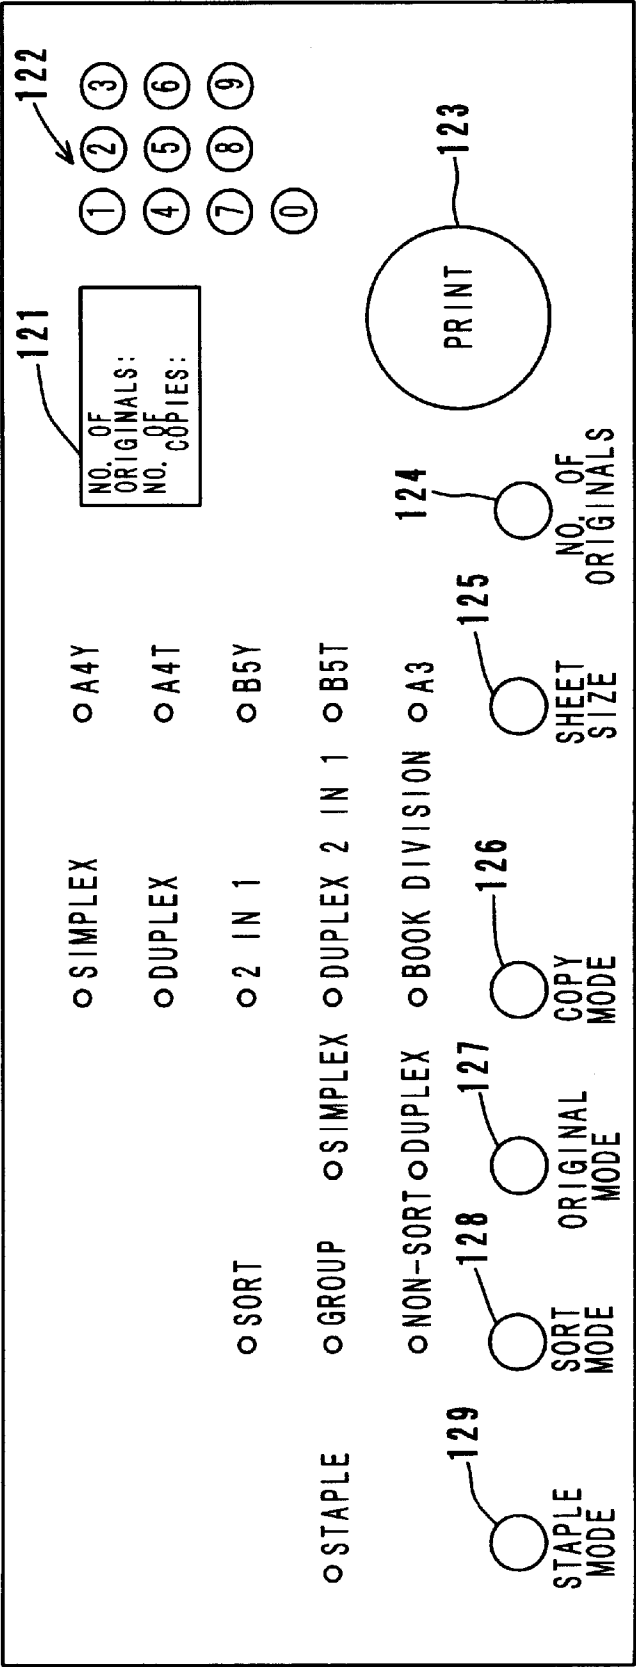 121
NO. OF
ORIGINALS:
NO. OF
COPIES:
122
1 2 3
4 5 6
7 8 9
0
SIMPLEX
DUPLEX
2 IN 1
DUPLEX 2 IN 1
BOOK DIVISION
A4Y
A4T
B5Y
B5T
A3
SORT
GROUP
NON-SORT
SIMPLEX
DUPLEX
STAPLE
129
STAPLE
MODE
128
SORT
MODE
127
ORIGINAL
MODE
126
COPY
MODE
125
SHEET
SIZE
124
NO. OF
ORIGINALS
123
PRINT